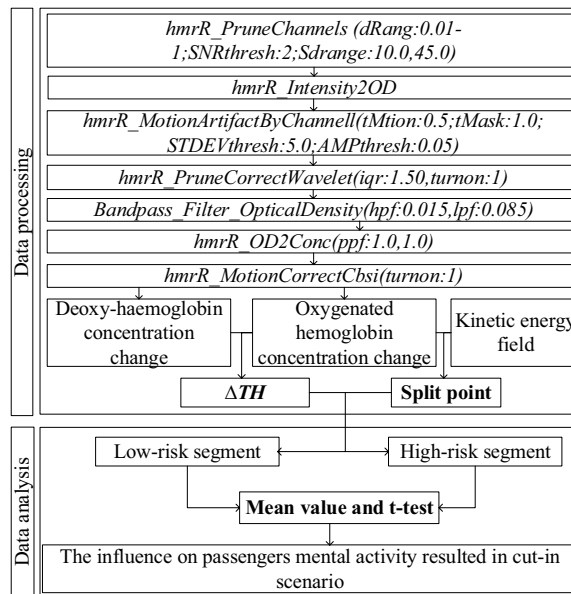 Data processing
hmrR_PruneChannels (dRang:0.01-
1;SNRthresh:2;Sdrange:10.0,45.0)
hmrR_Intensity2OD
hmrR_MotionArtifactByChannell(tMtion:0.5;tMask:1.0;
STDEVthresh:5.0;AMPthresh:0.05)
hmrR_PruneCorrectWavelet(iqr:1.50,turnon:1)
Bandpass_Filter_OpticalDensity(hpf:0.015,lpf:0.085)
hmrR_OD2Conc(ppf:1.0,1.0)
hmrR_MotionCorrectCbsi(turnon:1)
Deoxy-haemoglobin
concentration
change
Oxygenated
hemoglobin
concentration change
Kinetic energy
field
ΔTH
Split point
Data analysis
Low-risk segment
High-risk segment
Mean value and t-test
The influence on passengers mental activity resulted in cut-in
scenario